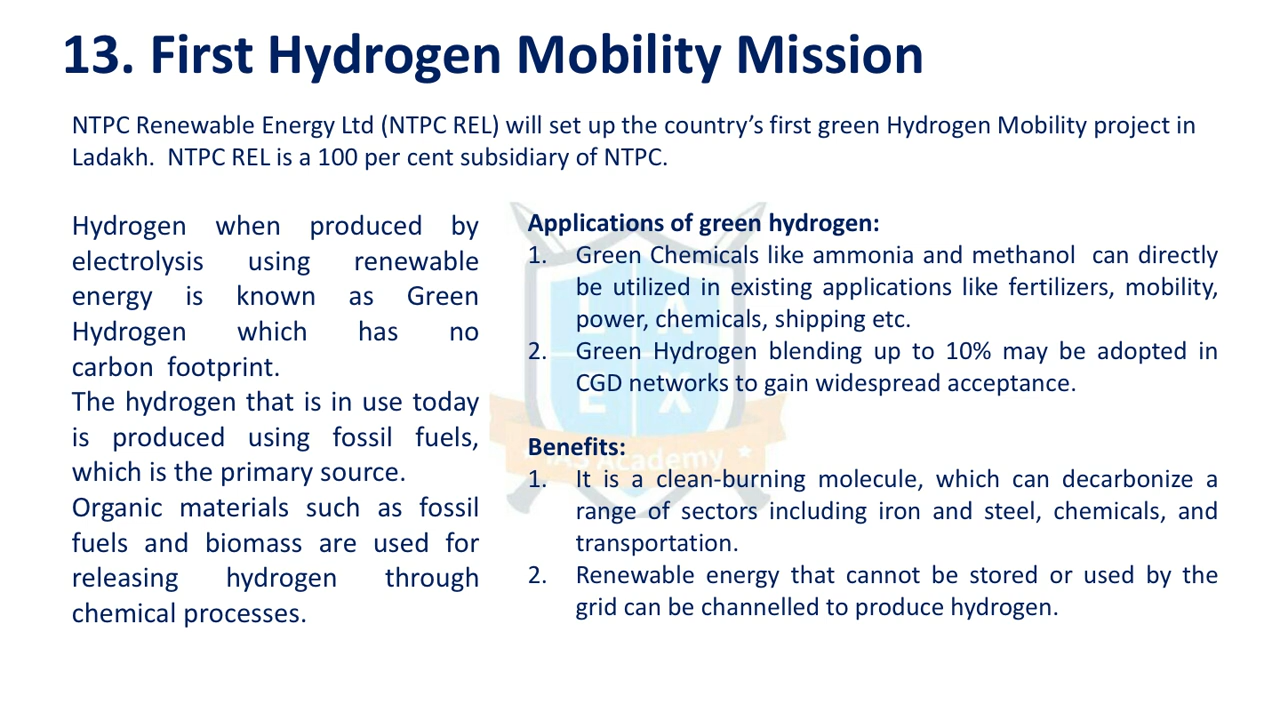 13. First Hydrogen Mobility Mission
NTPC Renewable Energy Ltd (NTPC REL) will set up the country’s first green Hydrogen Mobility project in
Ladakh.  NTPC REL is a 100 per cent subsidiary of NTPC.
Hydrogen when produced by
electrolysis using renewable
energy is known as Green
Hydrogen which has no
carbon footprint.
The hydrogen that is in use today
is produced using fossil fuels,
which is the primary source.
Organic materials such as fossil
fuels and biomass are used for
releasing hydrogen through
chemical processes.
Applications of green hydrogen:
1. Green Chemicals like ammonia and methanol can directly
be utilized in existing applications like fertilizers, mobility,
power, chemicals, shipping etc.
2. Green Hydrogen blending up to 10% may be adopted in
CGD networks to gain widespread acceptance.
Benefits:
1. It is a clean-burning molecule, which can decarbonize a
range of sectors including iron and steel, chemicals, and
transportation.
2. Renewable energy that cannot be stored or used by the
grid can be channelled to produce hydrogen.
L A
E X
IAS Academy